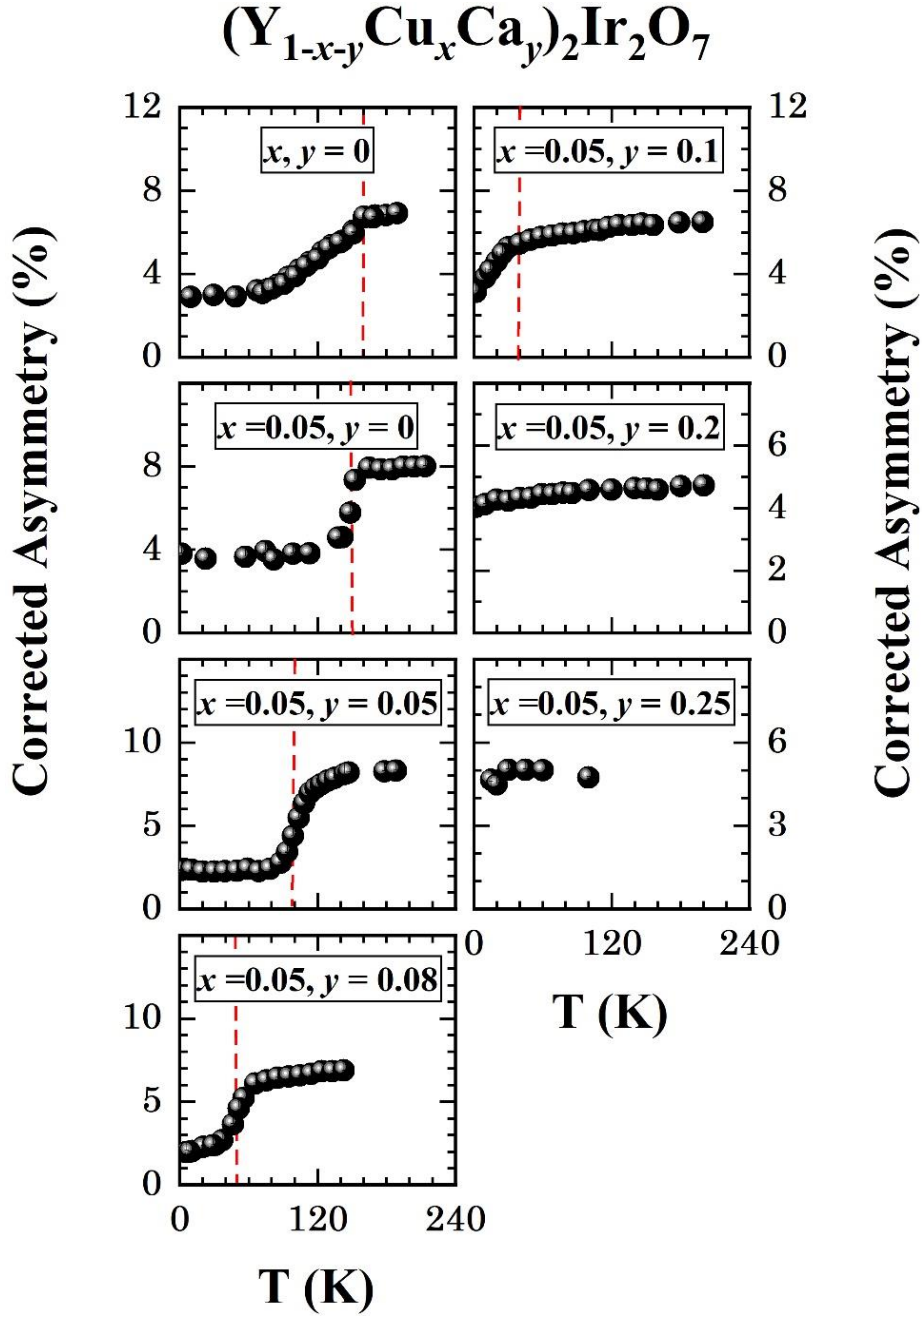 (Y1-x-yCuxCay)2Ir2O7
Corrected Asymmetry (%)
12
8
4
0
x, y = 0
8
4
0
x =0.05, y = 0
10
5
0
x =0.05, y = 0.05
10
5
0
x =0.05, y = 0.08
0 120 240
T (K)
x =0.05, y = 0.1
12
8
4
0
x =0.05, y = 0.2
6
4
2
0
x =0.05, y = 0.25
6
3
0
0 120 240
T (K)
Corrected Asymmetry (%)